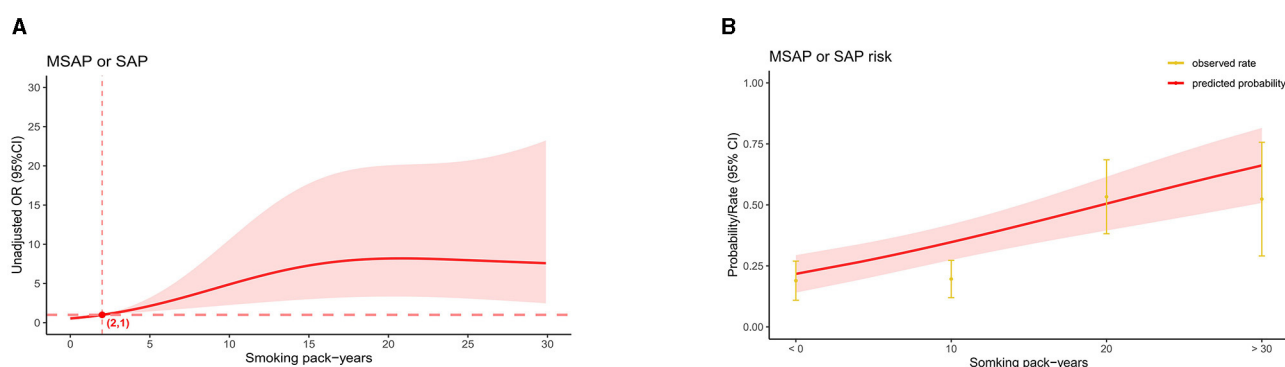 A
MSAP or SAP
Unadjusted OR (95%CI)
30
25
20
15
10
5
0
(2,1)
0 5 10 15 20 25 30
Smoking pack−years
B
MSAP or SAP risk
observed rate
predicted probability
Probability/Rate (95% CI)
1.00
0.75
0.50
0.25
0.00
< 0 10 20 > 30
Somking pack−years